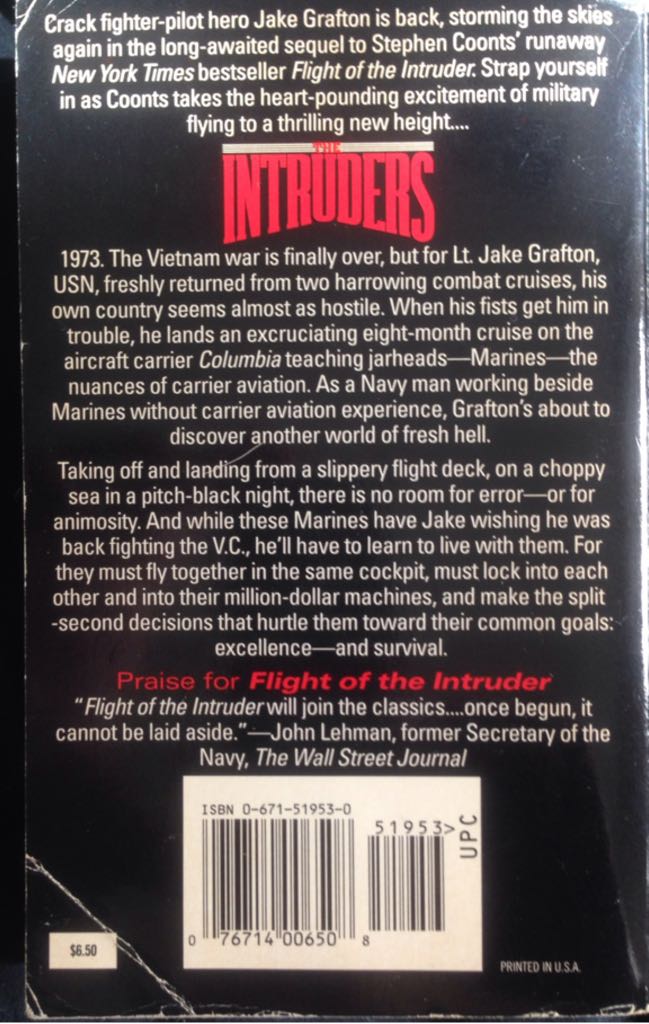 Crack fighter-pilot hero Jake Grafton is back, storming the skies
again in the long-awaited sequel to Stephen Coonts' runaway
New York Times bestseller Flight of the Intruder. Strap yourself
in as Coonts takes the heart-pounding excitement of military
flying to a thrilling new height....
THE
INTRUDERS
1973. The Vietnam war is finally over, but for Lt. Jake Grafton,
USN, freshly returned from two harrowing combat cruises, his
own country seems almost as hostile. When his fists get him in
trouble, he lands an excruciating eight-month cruise on the
aircraft carrier Columbia teaching jarheads—Marines—the
nuances of carrier aviation. As a Navy man working beside
Marines without carrier aviation experience, Grafton's about to
discover another world of fresh hell.
Taking off and landing from a slippery flight deck, on a choppy
sea in a pitch-black night, there is no room for error—or for
animosity. And while these Marines have Jake wishing he was
back fighting the V.C., he'll have to learn to live with them. For
they must fly together in the same cockpit, must lock into each
other and into their million-dollar machines, and make the split
-second decisions that hurtle them toward their common goals:
excellence—and survival.
Praise for Flight of the Intruder
"Flight of the Intruder will join the classics....once begun, it
cannot be laid aside."—John Lehman, former Secretary of the
Navy, The Wall Street Journal
ISBN 0-671-51953-0
51953>
UPC
0 76714 00650 8
$6.50
PRINTED IN U.S.A.